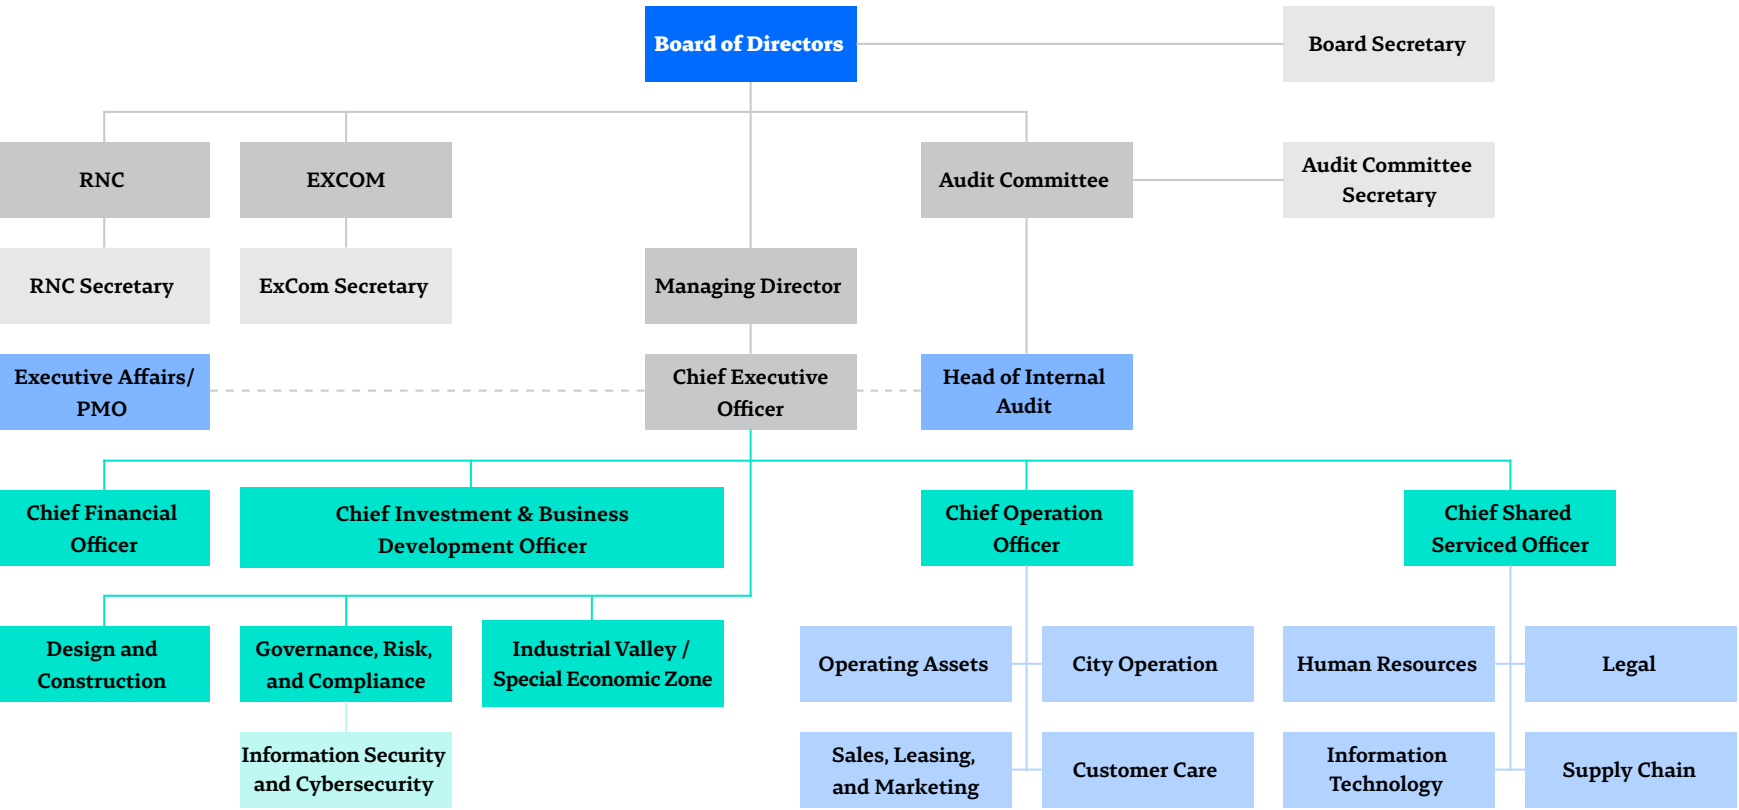 Board of Directors
Board Secretary
RNC
EXCOM
Audit Committee
Audit Committee
Secretary
RNC Secretary
ExCom Secretary
Managing Director
Executive Affairs/
PMO
Chief Executive
Officer
Head of Internal
Audit
Chief Financial
Officer
Chief Investment & Business
Development Officer
Chief Operation
Officer
Chief Shared
Serviced Officer
Design and
Construction
Governance, Risk,
and Compliance
Industrial Valley /
Special Economic Zone
Operating Assets
City Operation
Human Resources
Legal
Information Security
and Cybersecurity
Sales, Leasing,
and Marketing
Customer Care
Information
Technology
Supply Chain